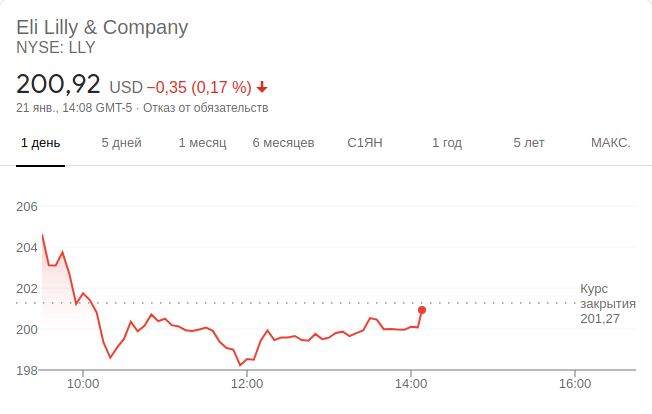 Eli Lilly & Company
NYSE: LLY
200,92 USD −0,35 (0,17 %)
21 янв., 14:08 GMT-5 · Отказ от обязательств
1 день 5 дней 1 месяц 6 месяцев С1ЯН 1 год 5 лет МАКС.
206
204
202
Курс
закрытия
201,27
200
198
10:00 12:00 14:00 16:00